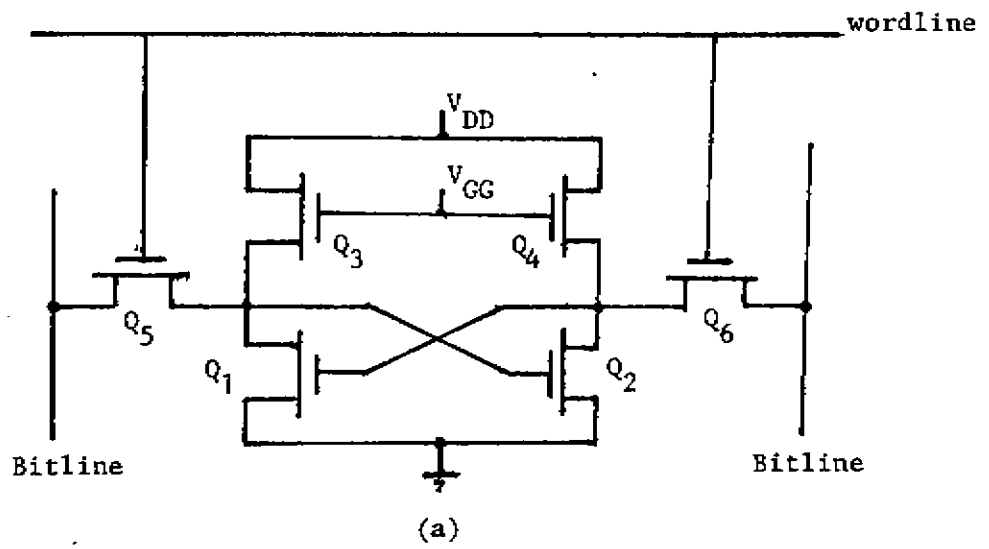 wordline
V_DD
V_GG
Q_3
Q_4
Q_5
Q_6
Q_1
Q_2
Bitline
Bitline
(a)